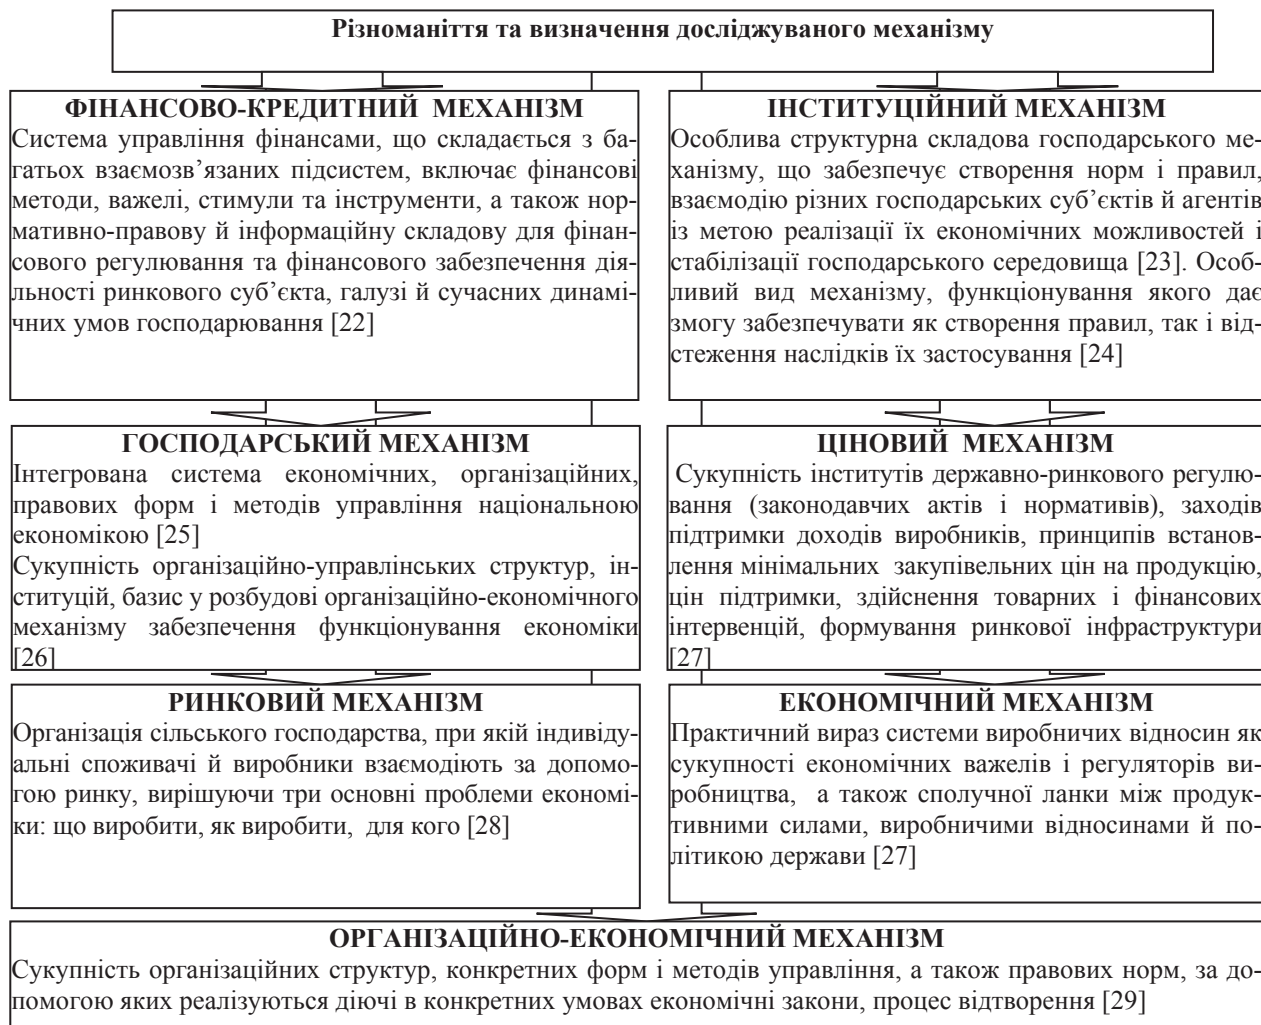 Різноманіття та визначення досліджуваного механізму
ФІНАНСОВО-КРЕДИТНИЙ МЕХАНІЗМ
Система управління фінансами, що складається з ба-
гатьох взаємозв’язаних підсистем, включає фінансові
методи, важелі, стимули та інструменти, а також нор-
мативно-правову й інформаційну складову для фінан-
сового регулювання та фінансового забезпечення дія-
льності ринкового суб’єкта, галузі й сучасних динамі-
чних умов господарювання [22]
ІНСТИТУЦІЙНИЙ МЕХАНІЗМ
Особлива структурна складова господарського ме-
ханізму, що забезпечує створення норм і правил,
взаємодію різних господарських суб’єктів й агентів
із метою реалізації їх економічних можливостей і
стабілізації господарського середовища [23]. Особ-
ливий вид механізму, функціонування якого дає
змогу забезпечувати як створення правил, так і від-
стеження наслідків їх застосування [24]
ГОСПОДАРСЬКИЙ МЕХАНІЗМ
Інтегрована система економічних, організаційних,
правових форм і методів управління національною
економікою [25]
Сукупність організаційно-управлінських структур, ін-
ституцій, базис у розбудові організаційно-економічного
механізму забезпечення функціонування економіки
[26]
ЦІНОВИЙ МЕХАНІЗМ
Сукупність інститутів державно-ринкового регулю-
вання (законодавчих актів і нормативів), заходів
підтримки доходів виробників, принципів встанов-
лення мінімальних закупівельних цін на продукцію,
цін підтримки, здійснення товарних і фінансових
інтервенцій, формування ринкової інфраструктури
[27]
РИНКОВИЙ МЕХАНІЗМ
Організація сільського господарства, при якій індивіду-
альні споживачі й виробники взаємодіють за допомо-
гою ринку, вирішуючи три основні проблеми економі-
ки: що виробити, як виробити, для кого [28]
ЕКОНОМІЧНИЙ МЕХАНІЗМ
Практичний вираз системи виробничих відносин як
сукупності економічних важелів і регуляторів ви-
робництва, а також сполучної ланки між продук-
тивними силами, виробничими відносинами й по-
літикою держави [27]
ОРГАНІЗАЦІЙНО-ЕКОНОМІЧНИЙ МЕХАНІЗМ
Сукупність організаційних структур, конкретних форм і методів управління, а також правових норм, за до-
помогою яких реалізуються діючі в конкретних умовах економічні закони, процес відтворення [29]